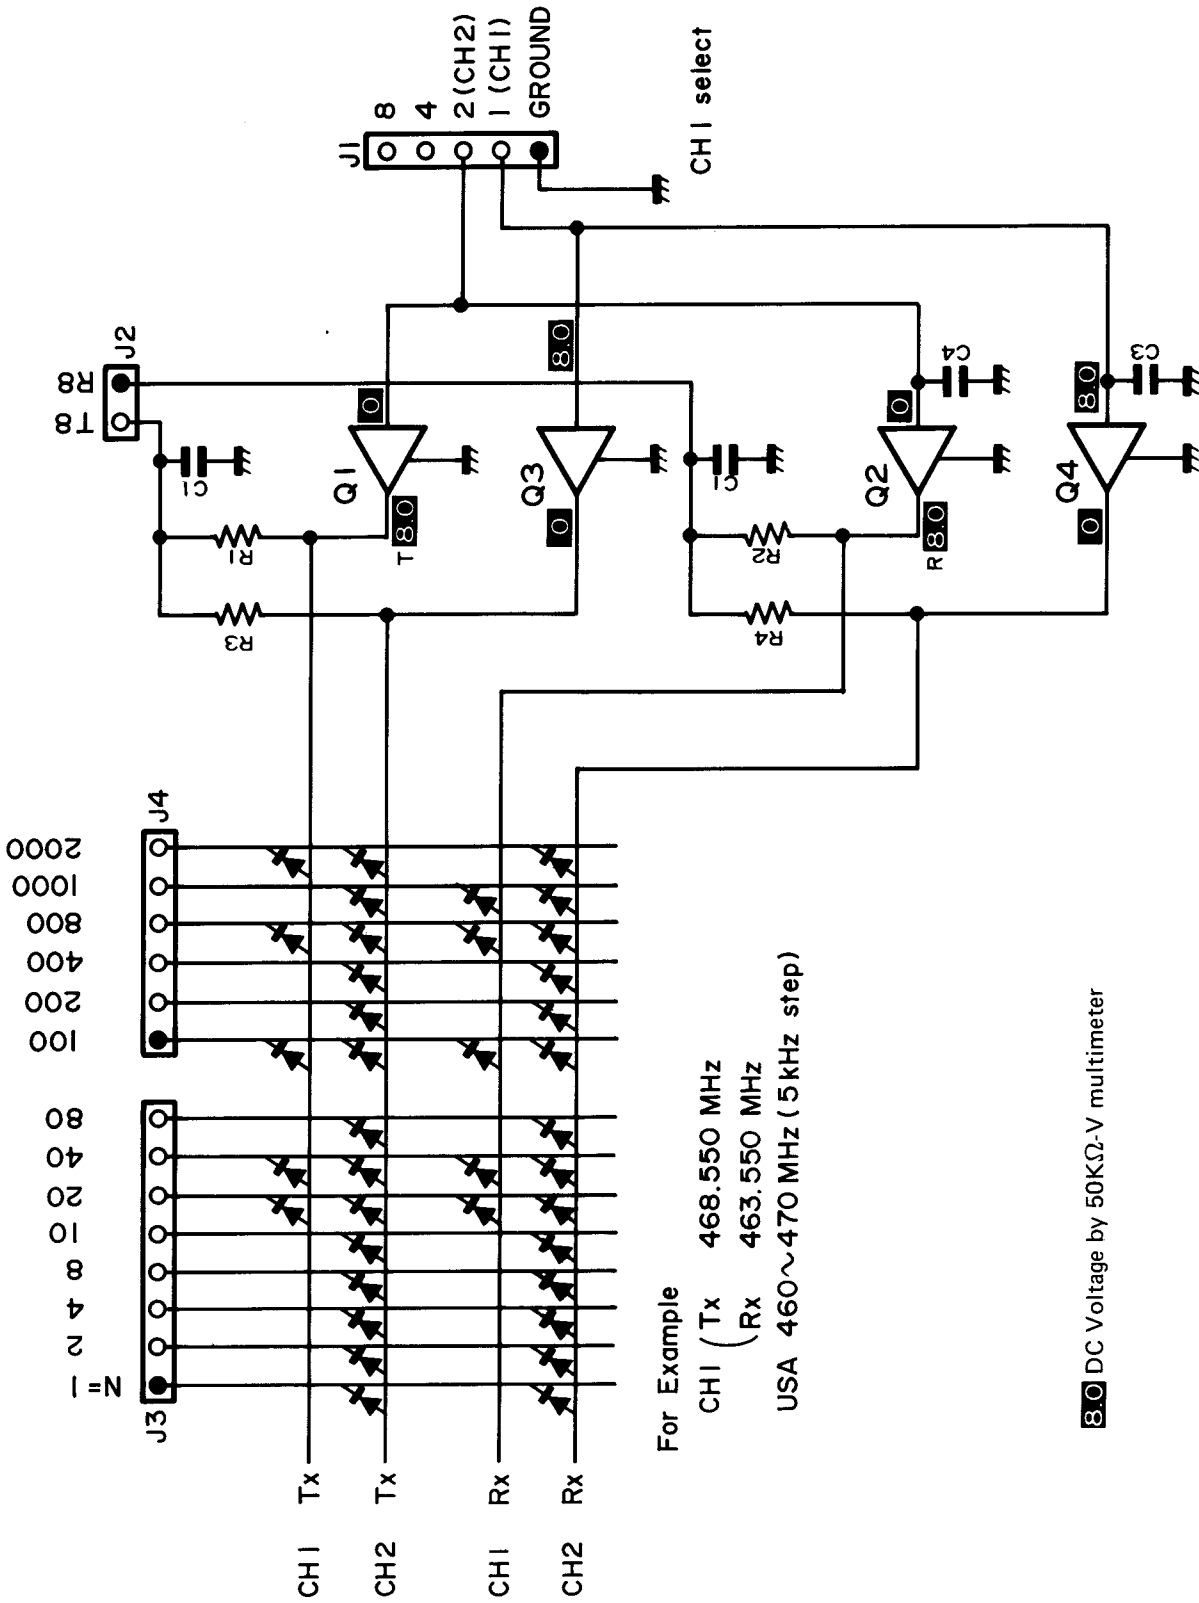 J1
8
4
2 (CH2)
1 (CH1)
GROUND
CH1 select
J2
R8
T8
C1
R1
R3
Q1
0
8.0
T
Q3
8.0
0
C1
R2
R4
Q2
0
8.0
R
C4
Q4
8.0
0
C3
J4
2000
1000
800
400
200
100
80
40
20
10
8
4
2
N=1
J3
CH1 Tx
CH2 Tx
CH1 Rx
CH2 Rx
For Example
CH1 ( Tx 468.550 MHz
( Rx 463.550 MHz
USA 460~470 MHz ( 5 kHz step)
8.0 DC Voltage by 50KΩ-V multimeter